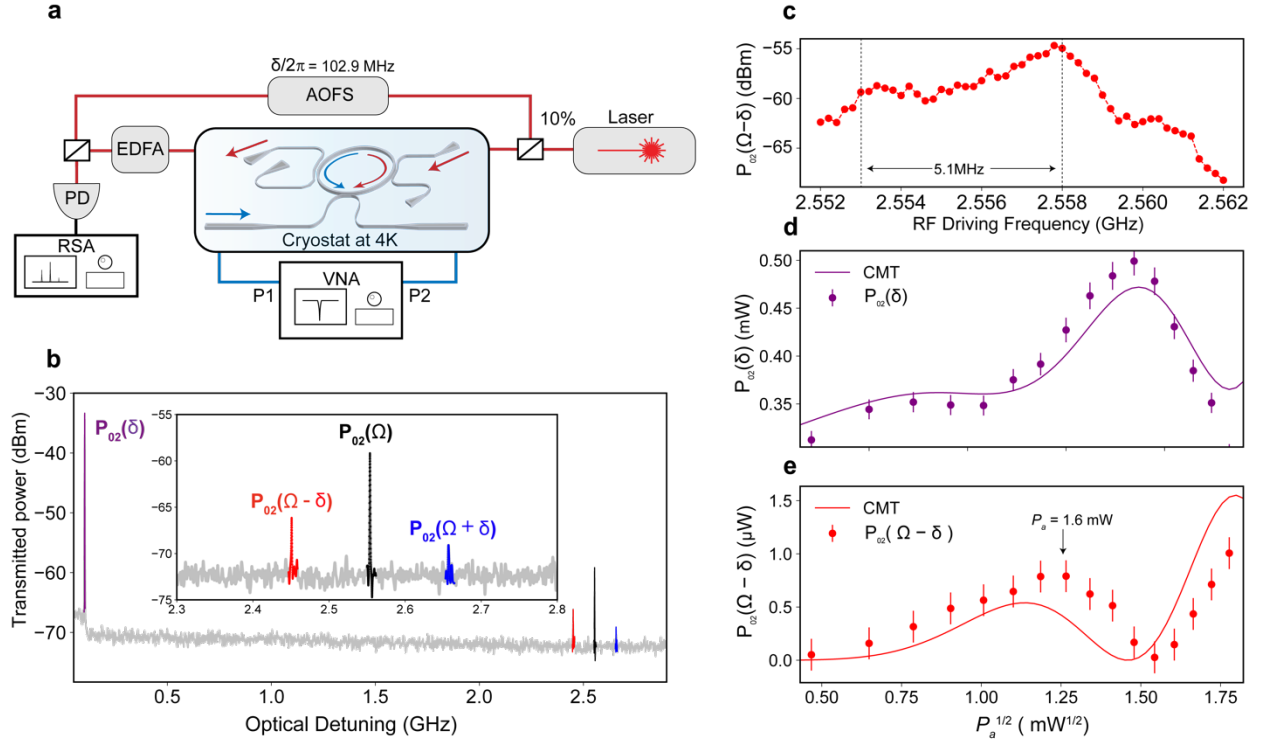 a
δ/2π = 102.9 MHz
AOFS
10%
Laser
EDFA
PD
RSA
Cryostat at 4K
P1
VNA
P2
b
Transmitted power (dBm)
−30
−40
−50
−60
−70
P02(δ)
−55
−60
−65
−70
−75
P02(Ω)
P02(Ω - δ)
P02(Ω + δ)
2.3 2.4 2.5 2.6 2.7 2.8
0.5 1.0 1.5 2.0 2.5
Optical Detuning (GHz)
c
P02(Ω−δ) (dBm)
−55
−60
−65
5.1MHz
2.552 2.554 2.556 2.558 2.560 2.562
RF Driving Frequency (GHz)
d
P02(δ) (mW)
0.50
0.45
0.40
0.35
CMT
P02(δ)
e
P02(Ω − δ) (μW)
1.5
1.0
0.5
0.0
CMT
P02( Ω − δ )
Pa = 1.6 mW
0.50 0.75 1.00 1.25 1.50 1.75
Pa1/2 ( mW1/2)